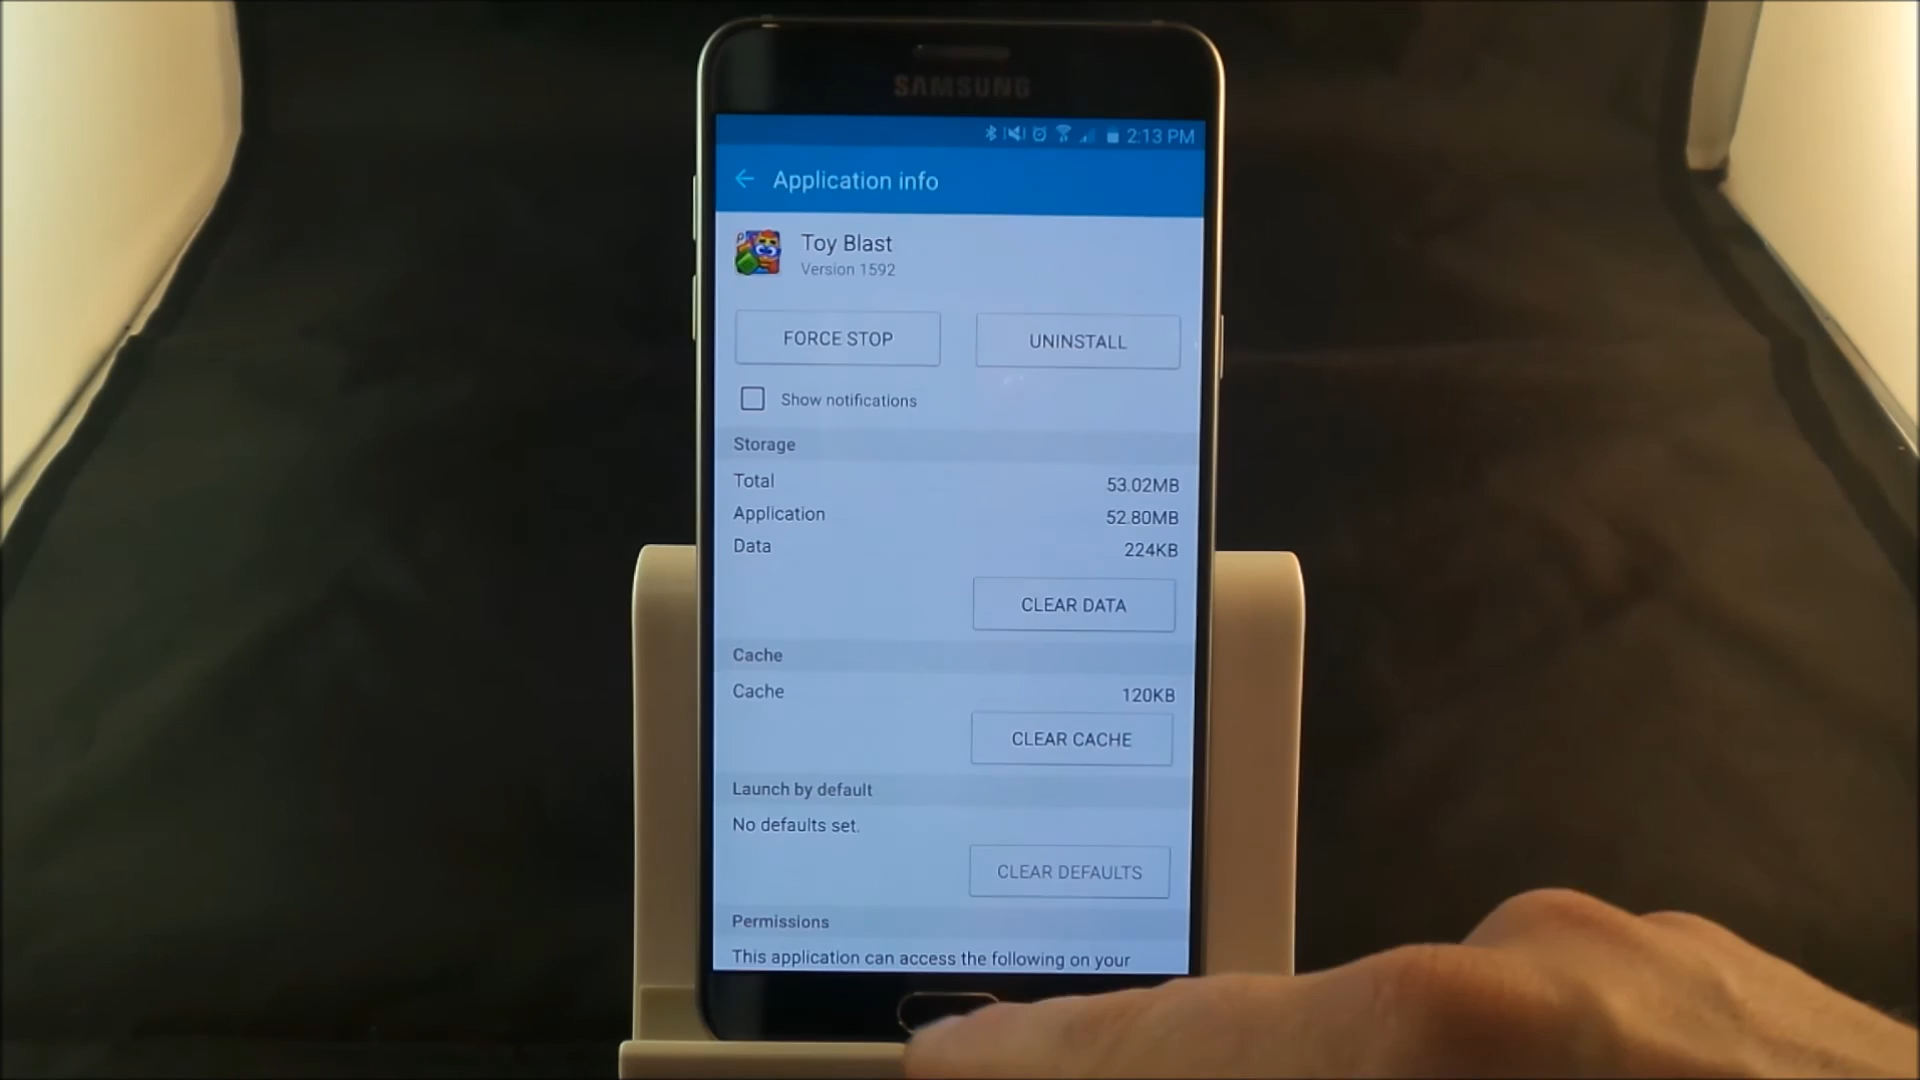 SAMSUNG
2:13 PM
Application info
Toy Blast
Version 1592
FORCE STOP
UNINSTALL
Show notifications
Storage
Total 53.02MB
Application 52.80MB
Data 224KB
CLEAR DATA
Cache
Cache 120KB
CLEAR CACHE
Launch by default
No defaults set.
CLEAR DEFAULTS
Permissions
This application can access the following on your